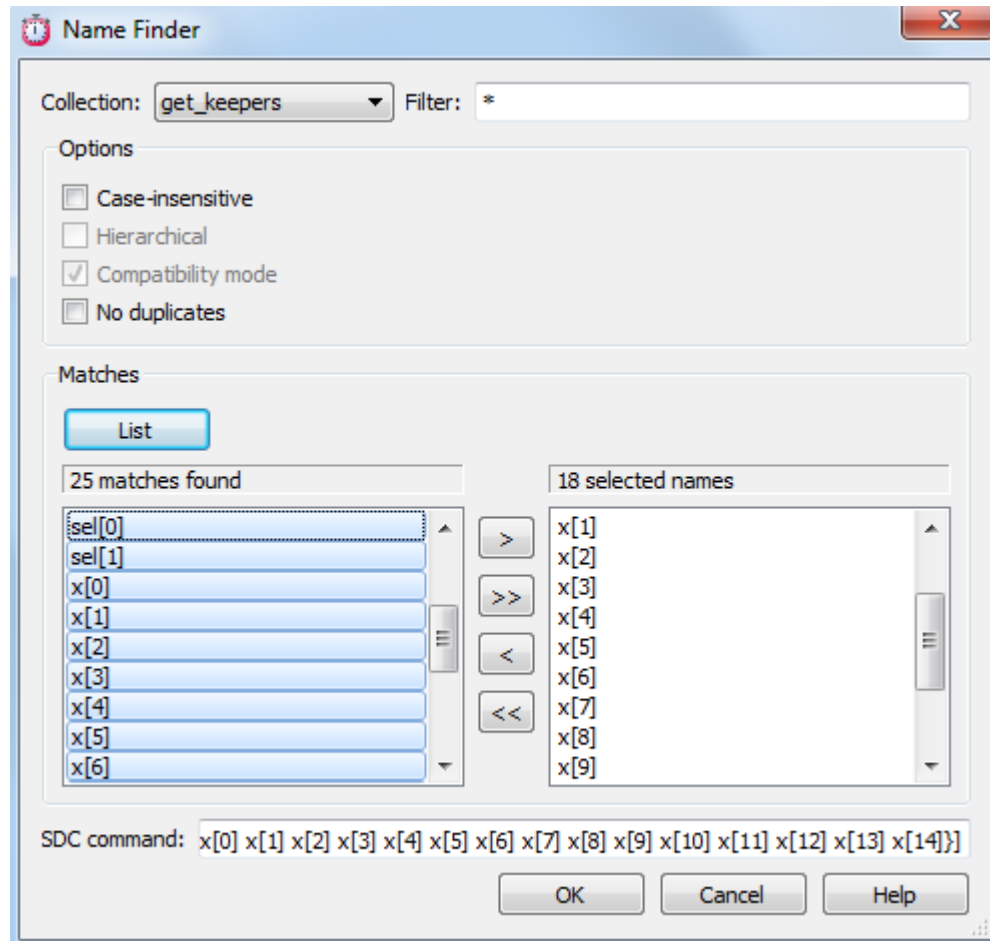 Name Finder
Collection: get_keepers Filter: *
Options
Case-insensitive
Hierarchical
Compatibility mode
No duplicates
Matches
List
25 matches found
18 selected names
sel[0]
sel[1]
x[0]
x[1]
x[2]
x[3]
x[4]
x[5]
x[6]
>
>>
<
<<
x[1]
x[2]
x[3]
x[4]
x[5]
x[6]
x[7]
x[8]
x[9]
SDC command: x[0] x[1] x[2] x[3] x[4] x[5] x[6] x[7] x[8] x[9] x[10] x[11] x[12] x[13] x[14]}]
OK Cancel Help